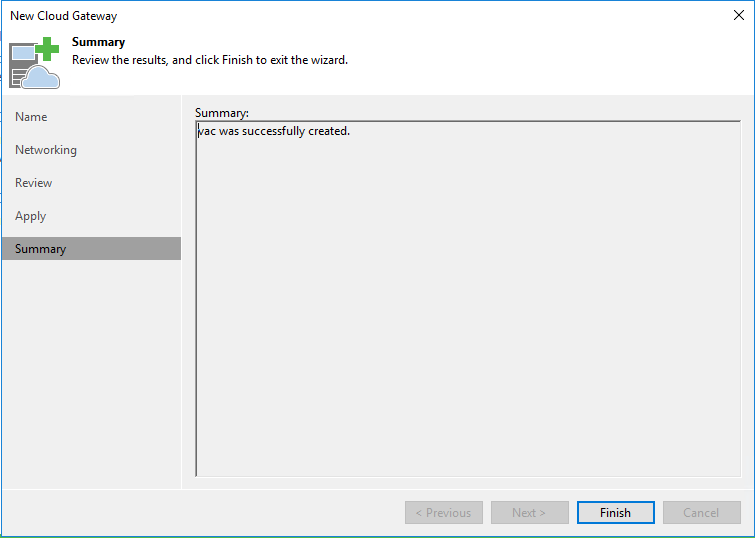 New Cloud Gateway
Summary
Review the results, and click Finish to exit the wizard.
Name
Networking
Review
Apply
Summary
Summary:
vac was successfully created.
< Previous
Next >
Finish
Cancel